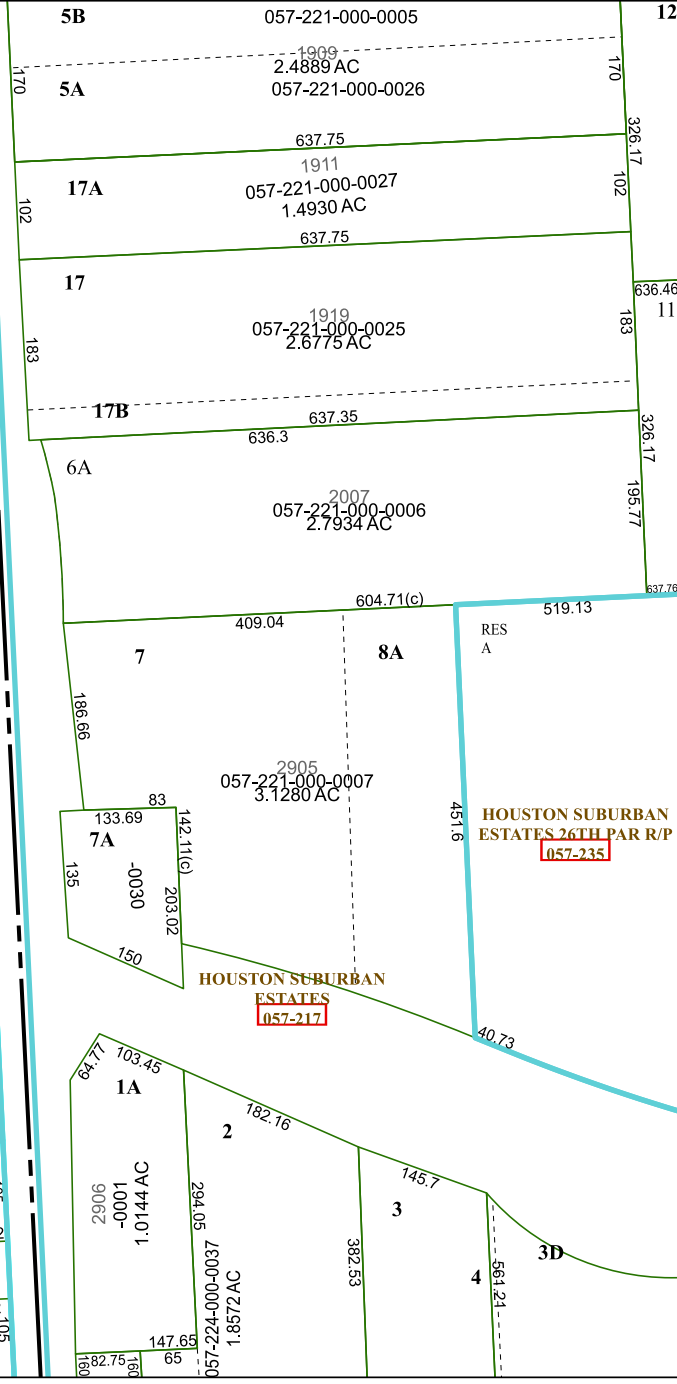 5B
057-221-000-0005
12
1909
2.4889 AC
170
170
5A
057-221-000-0026
637.75
326.17
1911
17A
057-221-000-0027
1.4930 AC
102
102
637.75
17
636.46
11
1919
057-221-000-0025
2.6775 AC
183
183
17B
637.35
636.3
326.17
6A
2007
057-221-000-0006
2.7934 AC
195.77
637.76
604.71(c)
519.13
409.04
RES
A
7
8A
186.66
2905
057-221-000-0007
3.1280 AC
83
133.69
142.11(c)
451.6
HOUSTON SUBURBAN
ESTATES 26TH PAR R/P
057-235
7A
135
-0030
203.02
150
HOUSTON SUBURBAN
ESTATES
057-217
40.73
64.77
103.45
1A
182.16
2
145.7
2906
-0001
1.0144 AC
294.05
3
382.53
3D
4
561.21
057-224-000-0037
1.8572 AC
105
147.65
160
82.75
160
65